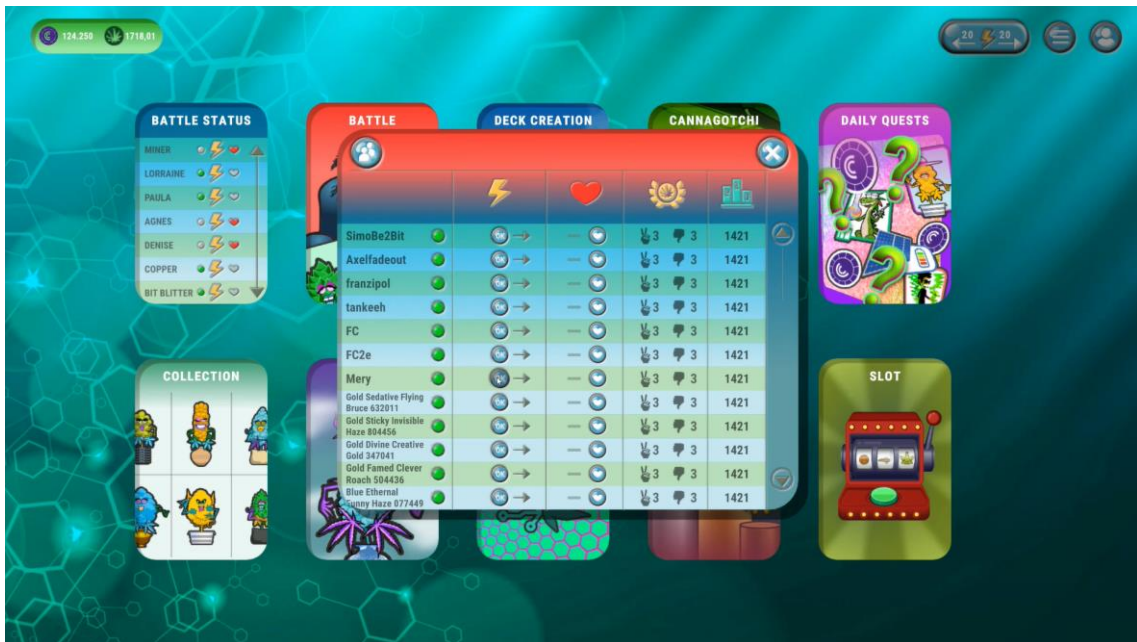 124.250 1718,01
20 20
BATTLE STATUS
MINER
LORRAINE
PAULA
AGNES
DENISE
COPPER
BIT BLITTER
BATTLE
DECK CREATION
CANNAGOTCHI
DAILY QUESTS
SimoBe2Bit 3 3 1421
Axelfadeout 3 3 1421
franzipol 3 3 1421
tankeeh 3 3 1421
FC 3 3 1421
FC2e 3 3 1421
Mery 3 3 1421
Gold Sedative Flying
Bruce 632011 3 3 1421
Gold Sticky Invisible
Haze 804456 3 3 1421
Gold Divine Creative
Gold 347041 3 3 1421
Gold Famed Clever
Roach 504436 3 3 1421
Blue Ethernal
Funny Haze 077449 3 3 1421
COLLECTION
SLOT